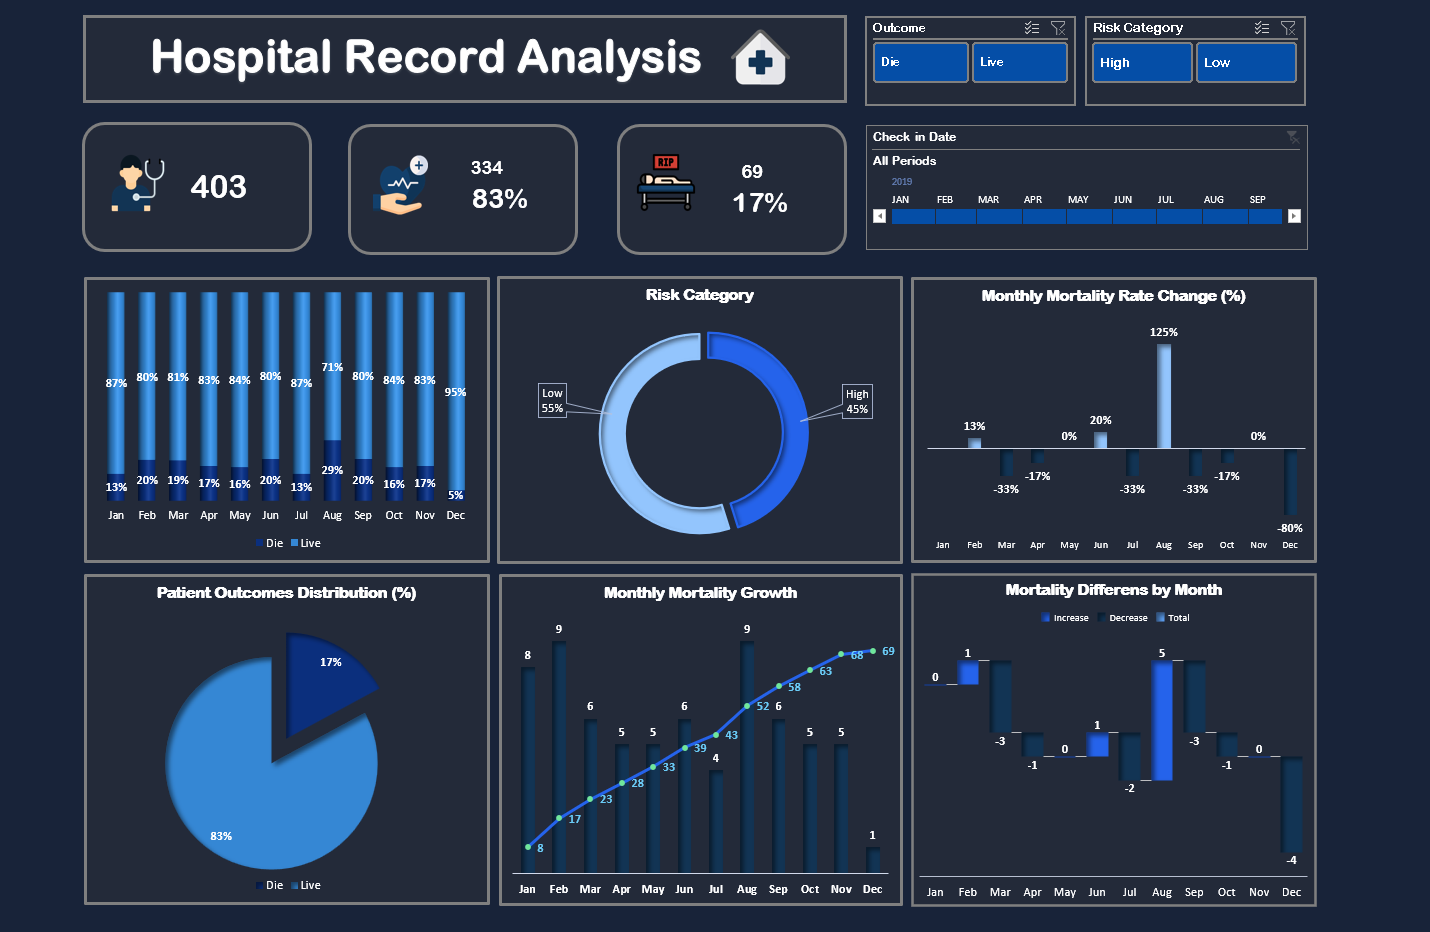 Hospital Record Analysis
Outcome
Die Live
Risk Category
High Low
403
334
83%
RIP
69
17%
Check in Date
All Periods
2019
JAN FEB MAR APR MAY JUN JUL AUG SEP
87% 80% 81% 83% 84% 80% 87% 71% 80% 84% 83% 95%
13% 20% 19% 17% 16% 20% 13% 29% 20% 16% 17% 5%
Jan Feb Mar Apr May Jun Jul Aug Sep Oct Nov Dec
Die Live
Risk Category
Low
55%
High
45%
Monthly Mortality Rate Change (%)
13% -33% -17% 0% 20% -33% 125% -33% -17% 0% -80%
Jan Feb Mar Apr May Jun Jul Aug Sep Oct Nov Dec
Patient Outcomes Distribution (%)
17%
83%
Die Live
Monthly Mortality Growth
8 9 6 5 5 6 4 9 6 5 5 1
8 17 23 28 33 39 43 52 58 63 68 69
Jan Feb Mar Apr May Jun Jul Aug Sep Oct Nov Dec
Mortality Differens by Month
Increase Decrease Total
0 1 -3 -1 0 1 -2 5 -3 -1 0 -4
Jan Feb Mar Apr May Jun Jul Aug Sep Oct Nov Dec